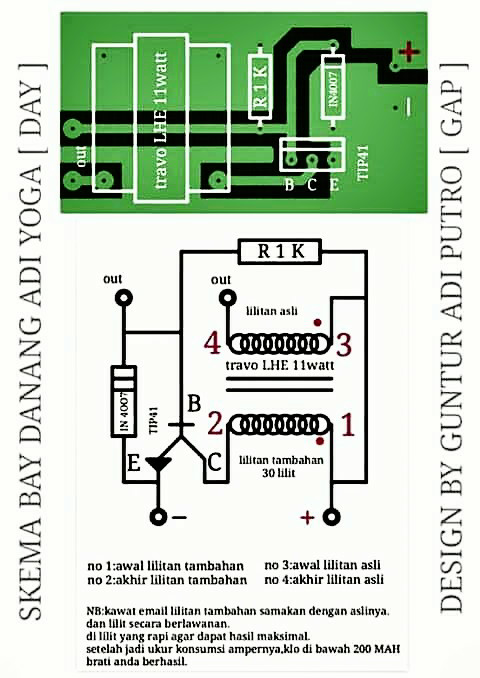 SKEMA BAY DANANG ADI YOGA [ DAY ]
DESIGN BY GUNTUR ADI PUTRO [ GAP ]
out
out
travo LHE 11watt
R 1 K
IN4007
+
–
B C E
TIP41
R 1 K
out
out
lilitan asli
4
3
travo LHE 11watt
IN 4007
TIP41
B
2
1
E
C
lilitan tambahan
30 lilit
–
+
no 1:awal lilitan tambahan
no 2:akhir lilitan tambahan
no 3:awal lilitan asli
no 4:akhir lilitan asli
NB:kawat email lilitan tambahan samakan dengan aslinya.
dan lilit secara berlawanan.
di lilit yang rapi agar dapat hasil maksimal.
setelah jadi ukur konsumsi ampernya,klo di bawah 200 MAH
brati anda berhasil.